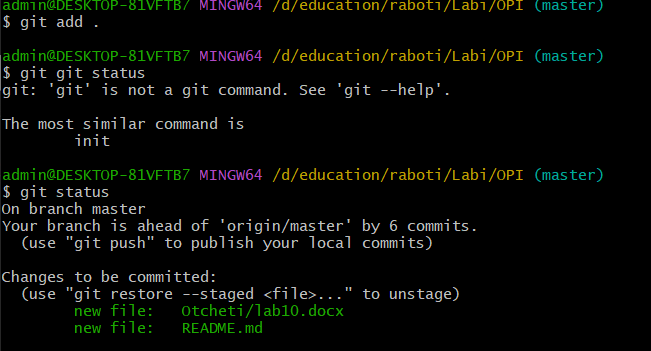 admin@DESKTOP-81VFTB7 MINGW64 /d/education/raboti/Labi/OPI (master)
$ git add .
admin@DESKTOP-81VFTB7 MINGW64 /d/education/raboti/Labi/OPI (master)
$ git git status
git: 'git' is not a git command. See 'git --help'.
The most similar command is
init
admin@DESKTOP-81VFTB7 MINGW64 /d/education/raboti/Labi/OPI (master)
$ git status
On branch master
Your branch is ahead of 'origin/master' by 6 commits.
(use "git push" to publish your local commits)
Changes to be committed:
(use "git restore --staged <file>..." to unstage)
new file: Otcheti/lab10.docx
new file: README.md